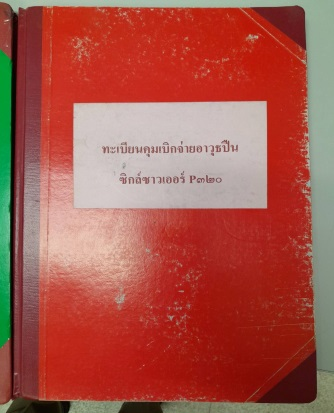 ทะเบียนคุมเบิกจ่ายอาวุธปืน
ซิกส์ซาวเออร์ P๓๒๐